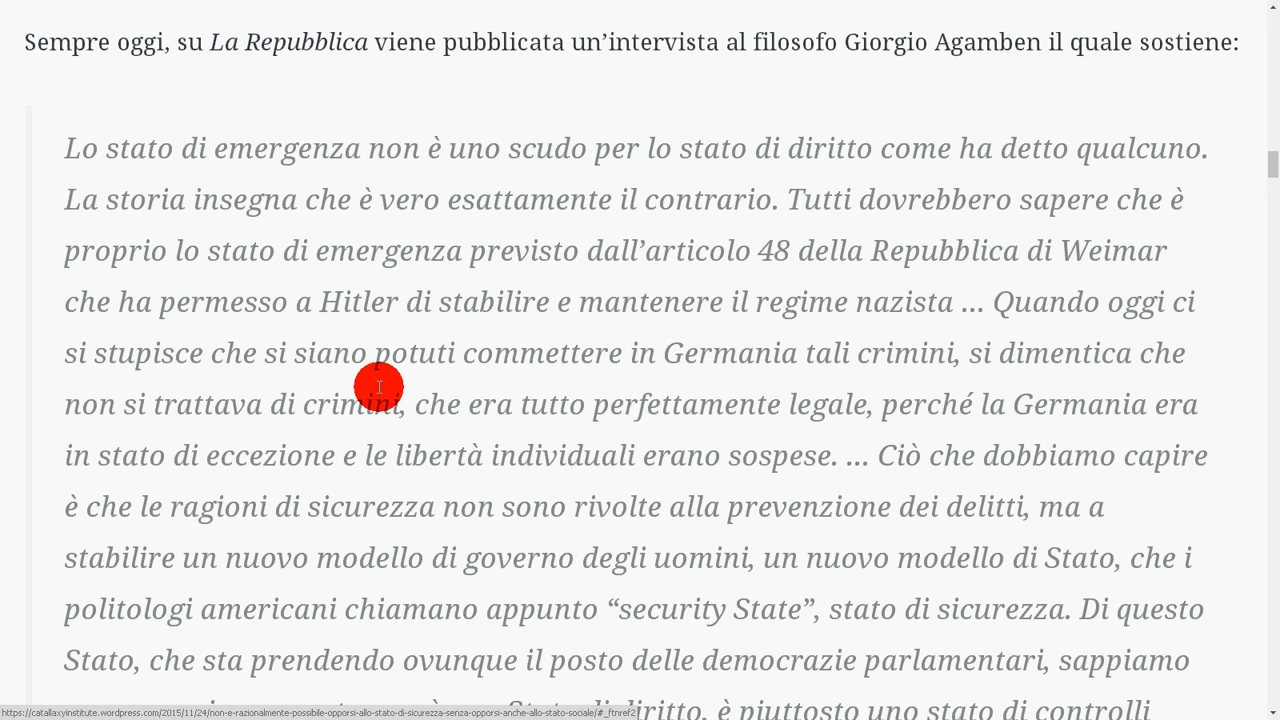 Sempre oggi, su La Repubblica viene pubblicata un’intervista al filosofo Giorgio Agamben il quale sostiene:
Lo stato di emergenza non è uno scudo per lo stato di diritto come ha detto qualcuno.
La storia insegna che è vero esattamente il contrario. Tutti dovrebbero sapere che è
proprio lo stato di emergenza previsto dall’articolo 48 della Repubblica di Weimar
che ha permesso a Hitler di stabilire e mantenere il regime nazista ... Quando oggi ci
si stupisce che si siano potuti commettere in Germania tali crimini, si dimentica che
non si trattava di crimini, che era tutto perfettamente legale, perché la Germania era
in stato di eccezione e le libertà individuali erano sospese. ... Ciò che dobbiamo capire
è che le ragioni di sicurezza non sono rivolte alla prevenzione dei delitti, ma a
stabilire un nuovo modello di governo degli uomini, un nuovo modello di Stato, che i
politologi americani chiamano appunto “security State”, stato di sicurezza. Di questo
Stato, che sta prendendo ovunque il posto delle democrazie parlamentari, sappiamo
diritto, è piuttosto uno stato di controlli
https://catallaxyinstitute.wordpress.com/2015/11/24/non-e-razionalmente-possibile-opporsi-allo-stato-di-sicurezza-senza-opporsi-anche-allo-stato-sociale/#_ftnref2